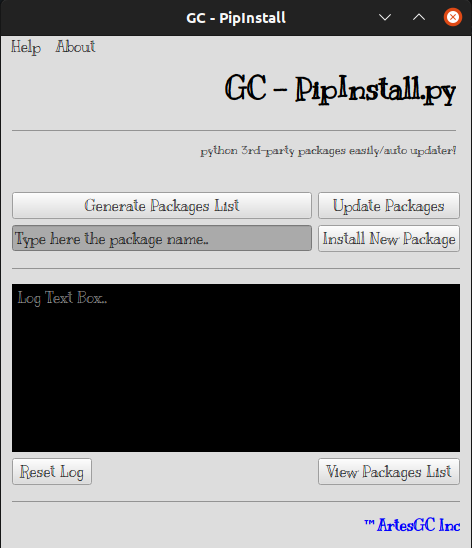 GC - PipInstall
Help About
GC - PipInstall.py
python 3rd-party packages easily/auto updater!
Generate Packages List Update Packages
Type here the package name.. Install New Package
Log Text Box..
Reset Log View Packages List
™ ArtesGC Inc